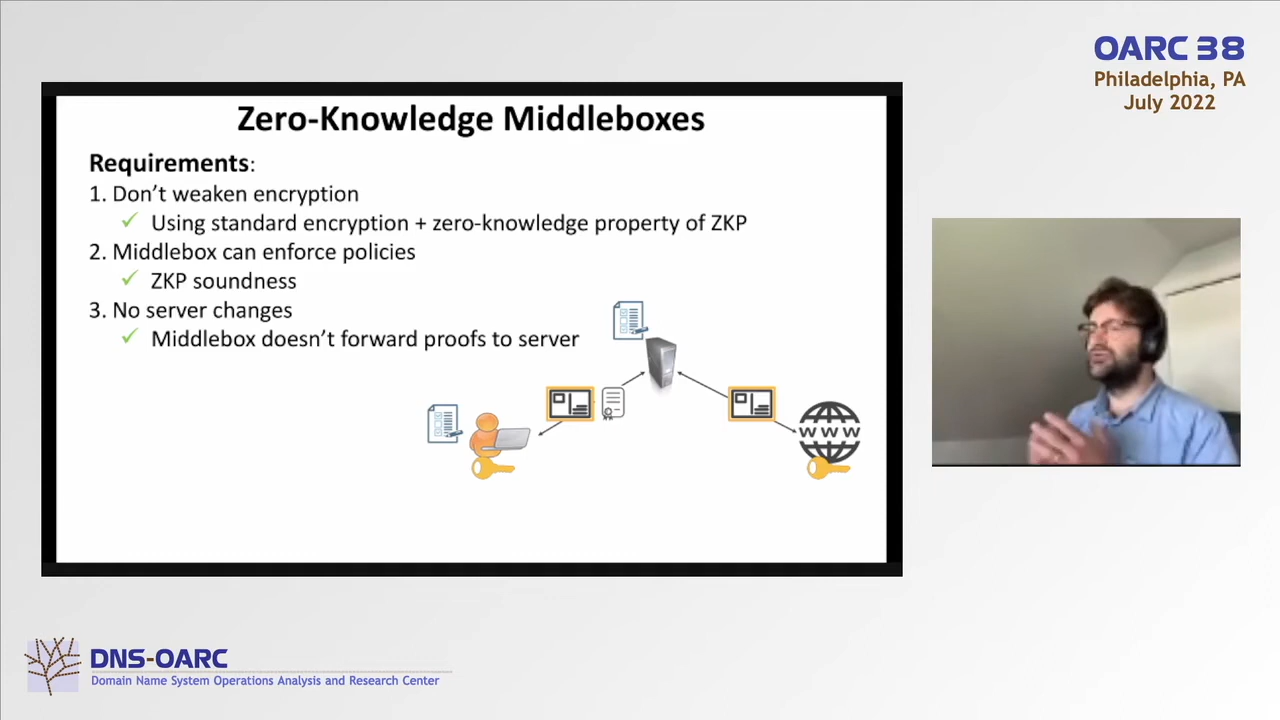 OARC 38
Philadelphia, PA
July 2022
Zero-Knowledge Middleboxes
Requirements:
1. Don't weaken encryption
✓ Using standard encryption + zero-knowledge property of ZKP
2. Middlebox can enforce policies
✓ ZKP soundness
3. No server changes
✓ Middlebox doesn't forward proofs to server
WWW
DNS-OARC
Domain Name System Operations Analysis and Research Center